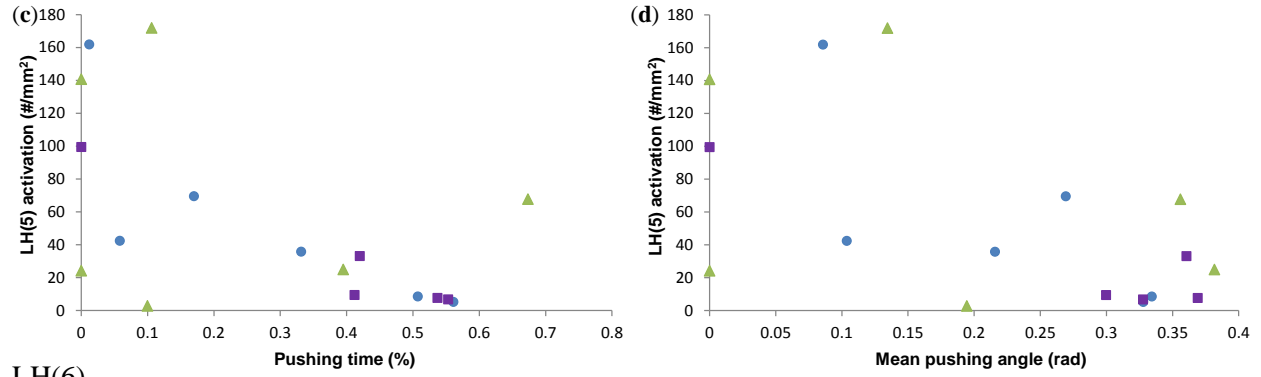 (c)
LH(5) activation (#/mm²)
180
160
140
120
100
80
60
40
20
0
0 0.1 0.2 0.3 0.4 0.5 0.6 0.7 0.8
Pushing time (%)
(d)
LH(5) activation (#/mm²)
180
160
140
120
100
80
60
40
20
0
0 0.05 0.1 0.15 0.2 0.25 0.3 0.35 0.4
Mean pushing angle (rad)
LH(6)